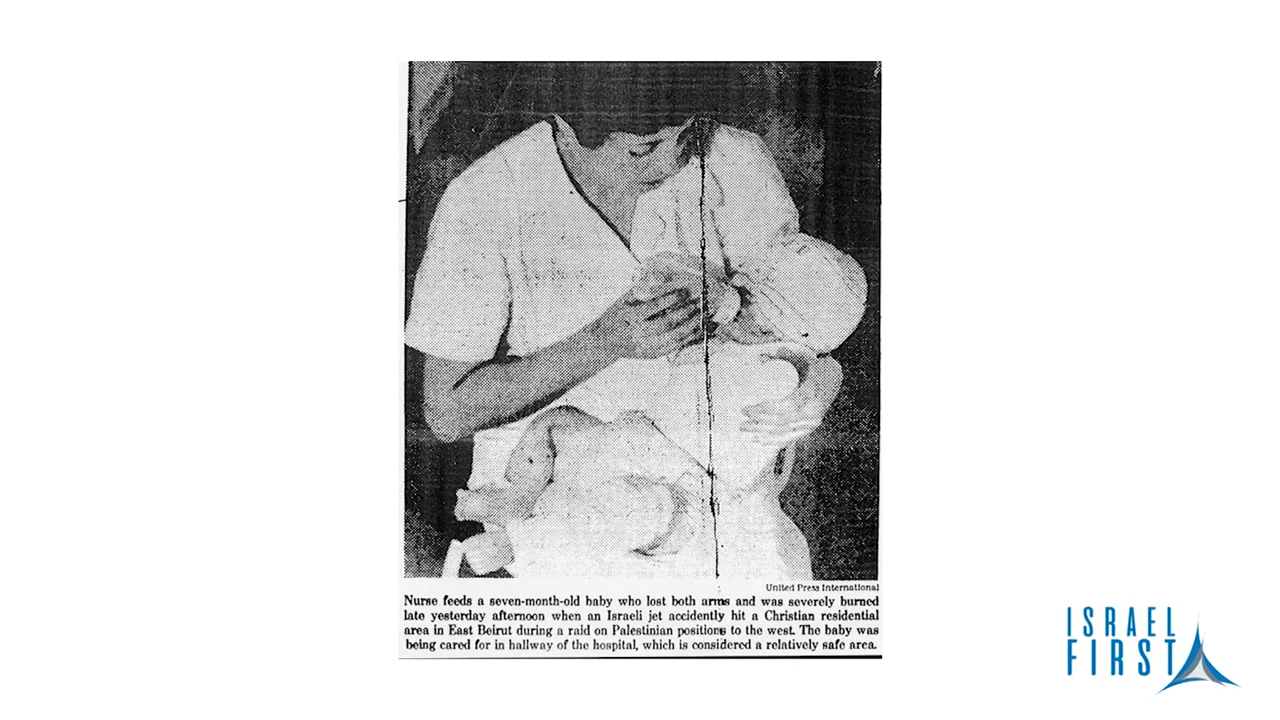 United Press International
Nurse feeds a seven-month-old baby who lost both arms and was severely burned
late yesterday afternoon when an Israeli jet accidently hit a Christian residential
area in East Beirut during a raid on Palestinian positions to the west. The baby was
being cared for in hallway of the hospital, which is considered a relatively safe area.
ISRAEL
FIRST